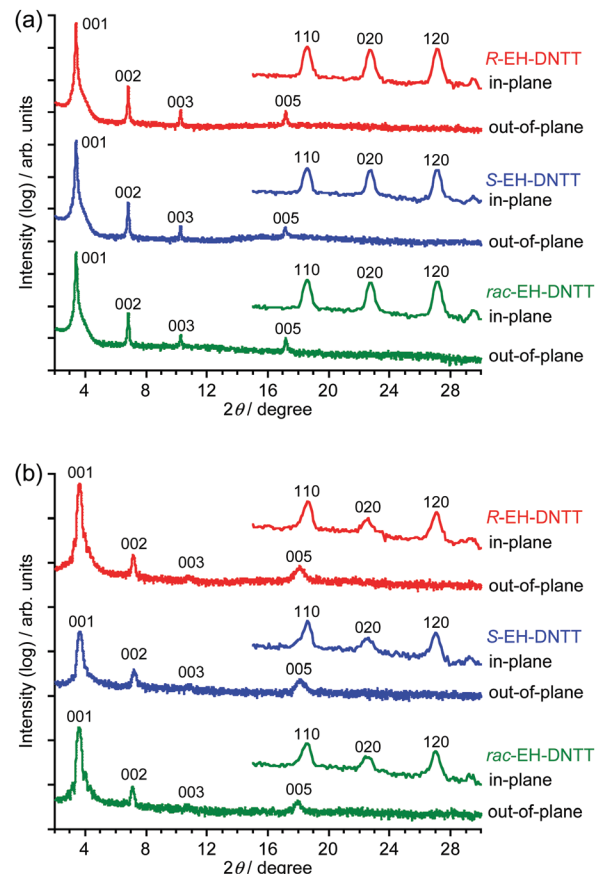 (a)
001
110
020
120
R-EH-DNTT
in-plane
002
003
005
out-of-plane
001
110
020
120
S-EH-DNTT
in-plane
002
003
005
out-of-plane
001
110
020
120
rac-EH-DNTT
in-plane
002
003
005
out-of-plane
Intensity (log) / arb. units
4 8 12 16 20 24 28
2θ / degree
(b)
001
110
020
120
R-EH-DNTT
in-plane
002
003
005
out-of-plane
001
110
020
120
S-EH-DNTT
in-plane
002
003
005
out-of-plane
001
110
020
120
rac-EH-DNTT
in-plane
002
003
005
out-of-plane
Intensity (log) / arb. units
4 8 12 16 20 24 28
2θ / degree